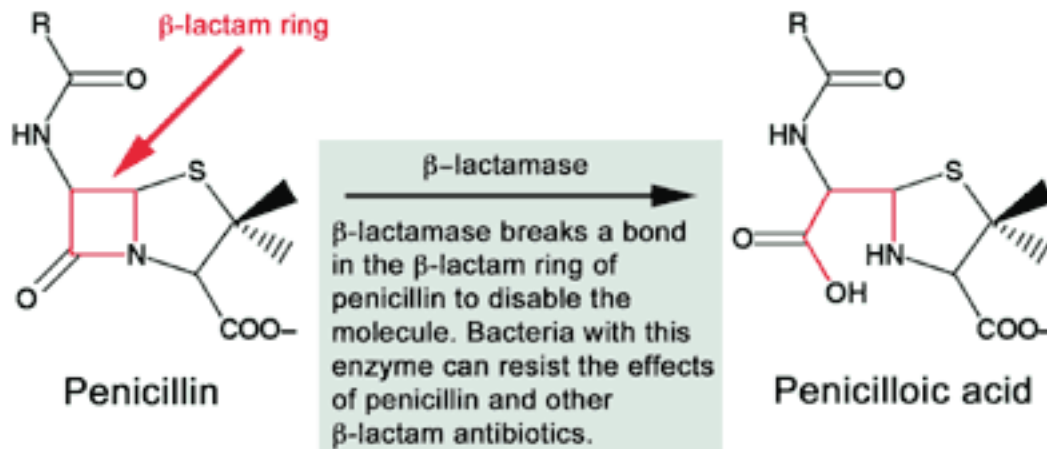 R
β-lactam ring
O
HN
S
N
O
COO–
Penicillin
β–lactamase
β-lactamase breaks a bond
in the β-lactam ring of
penicillin to disable the
molecule. Bacteria with this
enzyme can resist the effects
of penicillin and other
β-lactam antibiotics.
R
O
HN
S
O
HN
OH
COO–
Penicilloic acid